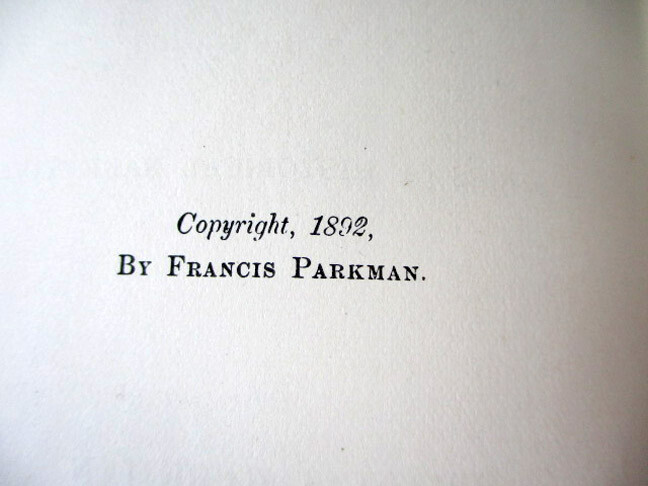 Copyright, 1892,
By Francis Parkman.